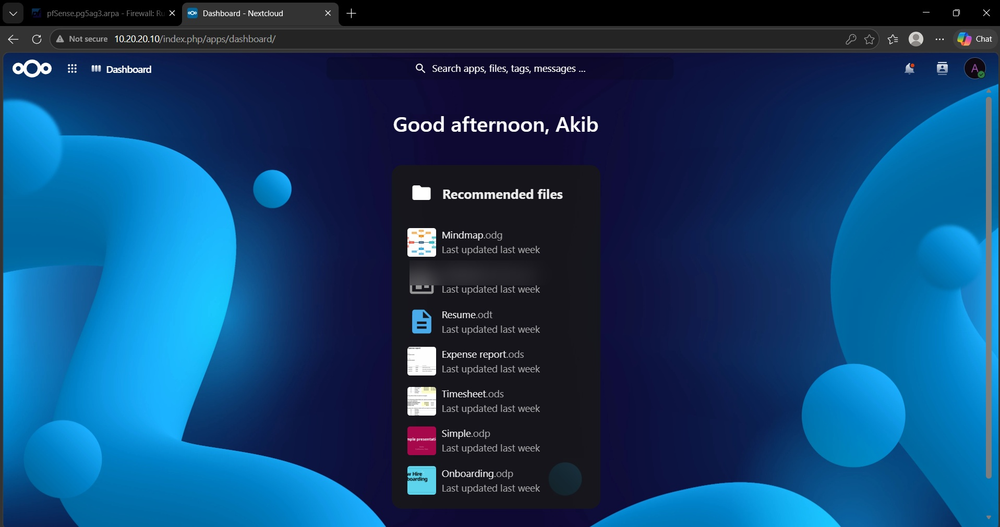 pfSense.pg5ag3.arpa - Firewall: Ru
Dashboard - Nextcloud
Not secure 10.20.20.10/index.php/apps/dashboard/
Chat
Dashboard
Search apps, files, tags, messages ...
A
Good afternoon, Akib
Recommended files
Mindmap.odg
Last updated last week
Last updated last week
Resume.odt
Last updated last week
Expense report.ods
Last updated last week
Timesheet.ods
Last updated last week
Simple.odp
mple presentati
Last updated last week
Onboarding.odp
w Hire
boarding
Last updated last week